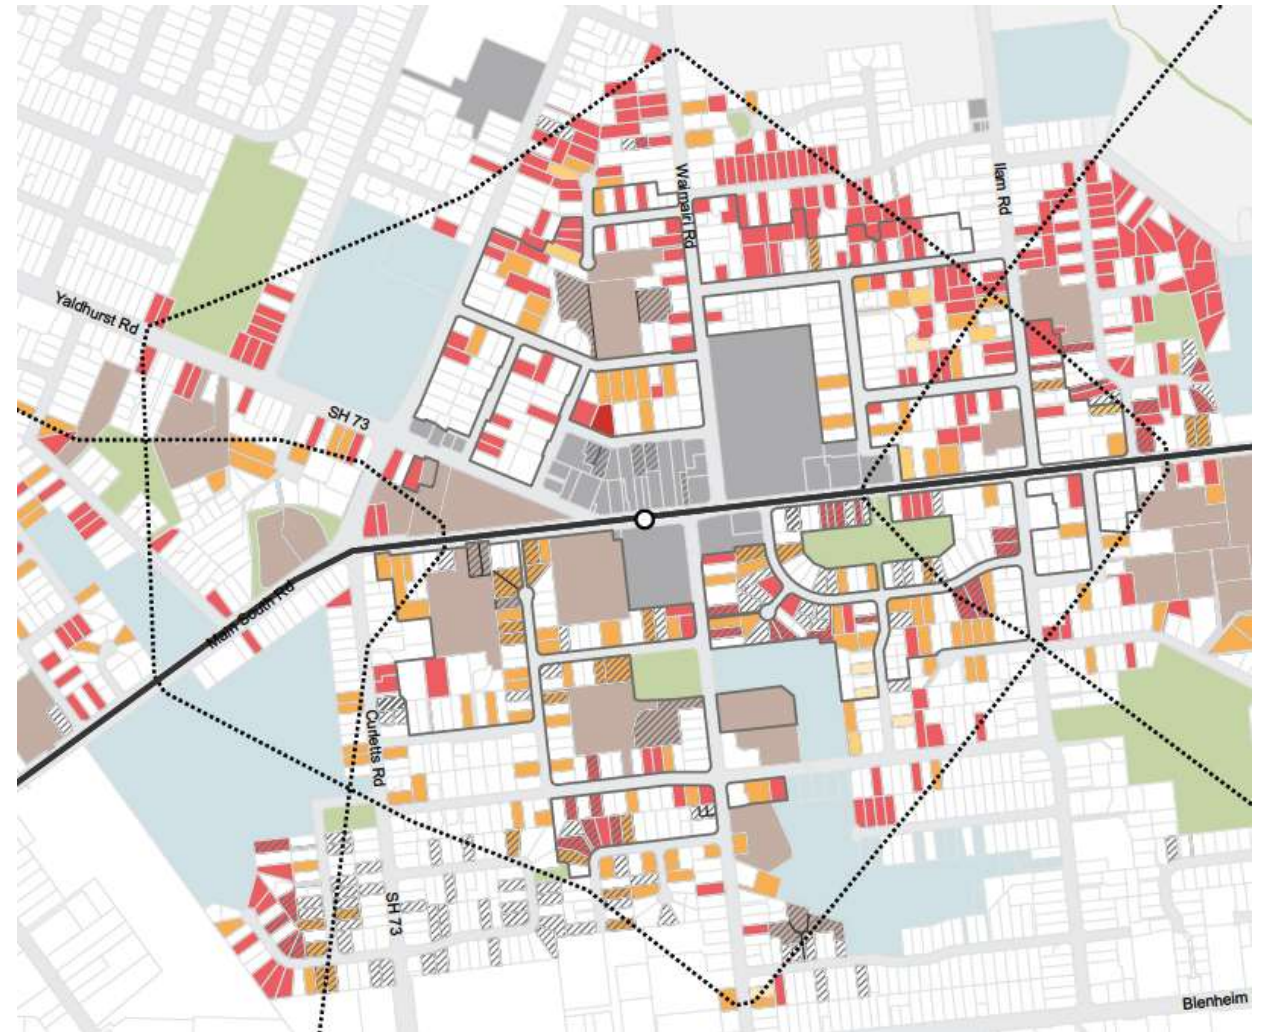 Waimairi Rd
Ilam Rd
Yaldhurst Rd
SH 73
Main South Rd
Curletts Rd
SH 73
Blenheim